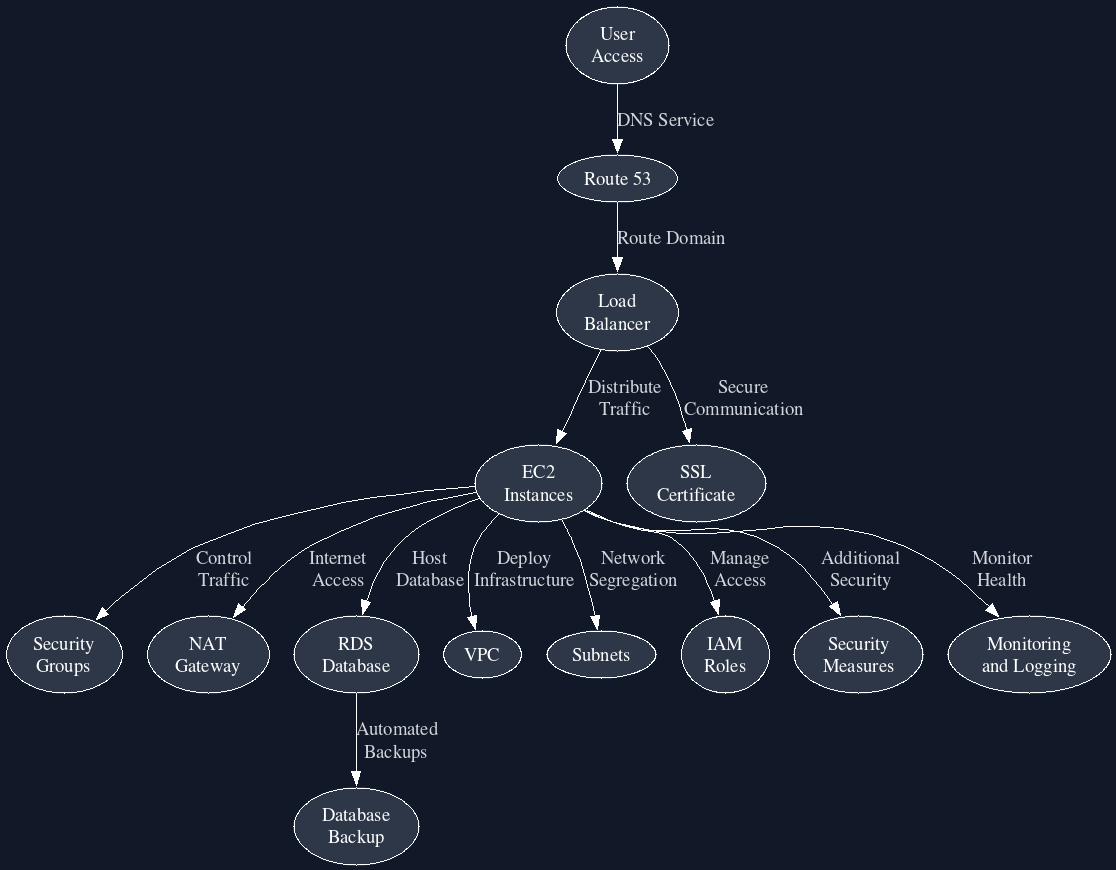 User
Access
DNS Service
Route 53
Route Domain
Load
Balancer
Distribute
Traffic
Secure
Communication
EC2
Instances
SSL
Certificate
Control
Traffic
Internet
Access
Host
Database
Deploy
Infrastructure
Network
Segregation
Manage
Access
Additional
Security
Monitor
Health
Security
Groups
NAT
Gateway
RDS
Database
VPC
Subnets
IAM
Roles
Security
Measures
Monitoring
and Logging
Automated
Backups
Database
Backup